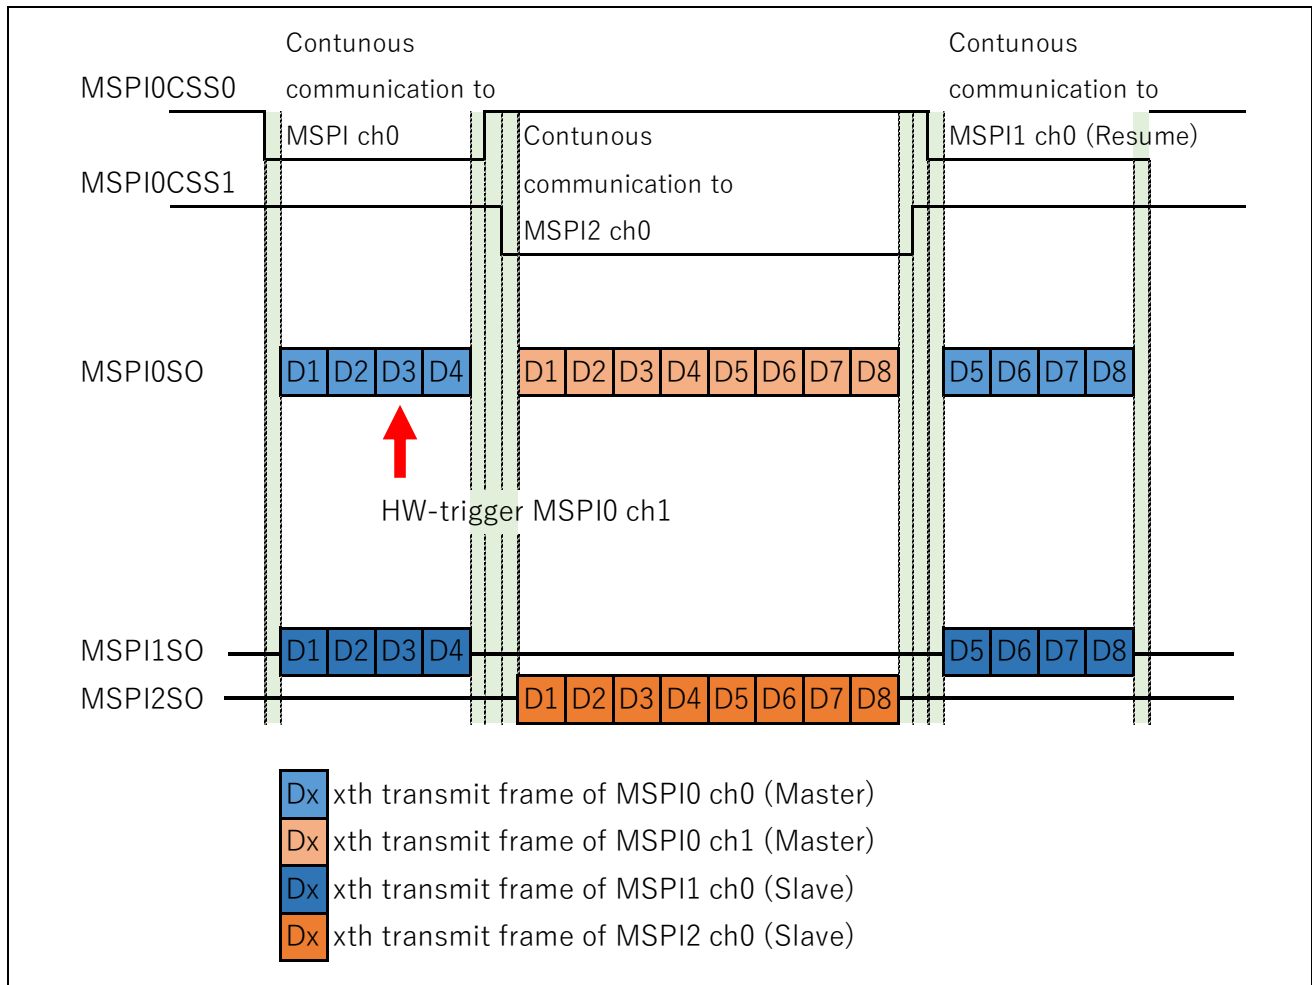 Contunous
communication to
MSPI ch0
Contunous
communication to
MSPI1 ch0 (Resume)
MSPI0CSS0
Contunous
communication to
MSPI2 ch0
MSPI0CSS1
MSPI0SO
D1 D2 D3 D4
D1 D2 D3 D4 D5 D6 D7 D8
D5 D6 D7 D8
HW-trigger MSPI0 ch1
MSPI1SO
D1 D2 D3 D4
D5 D6 D7 D8
MSPI2SO
D1 D2 D3 D4 D5 D6 D7 D8
Dx xth transmit frame of MSPI0 ch0 (Master)
Dx xth transmit frame of MSPI0 ch1 (Master)
Dx xth transmit frame of MSPI1 ch0 (Slave)
Dx xth transmit frame of MSPI2 ch0 (Slave)